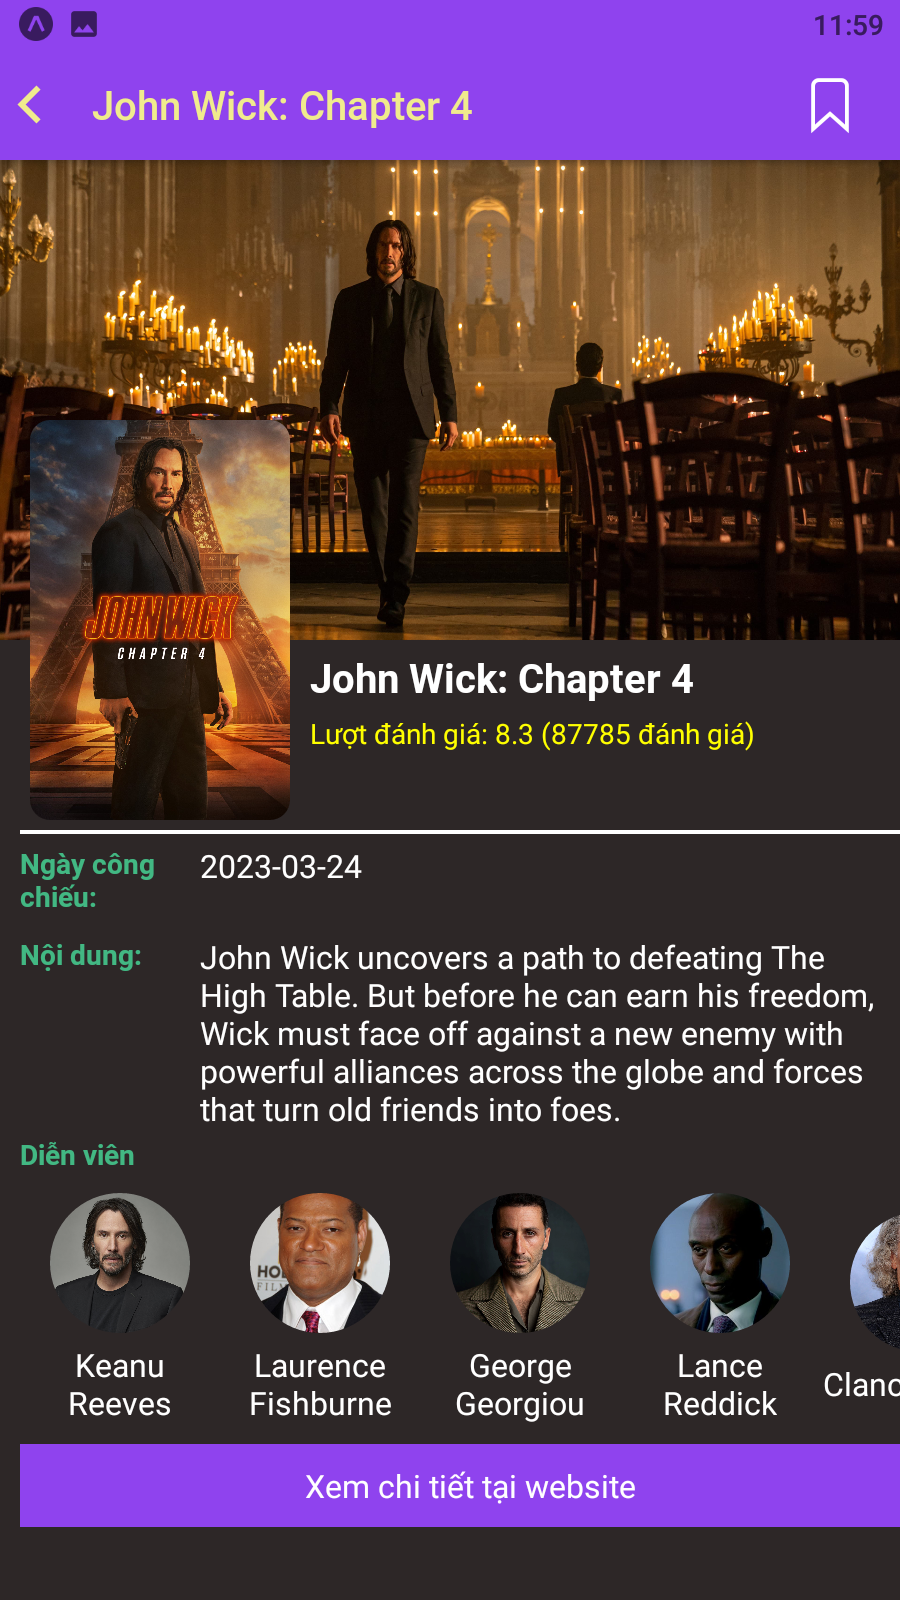 11:59
John Wick: Chapter 4
JOHN WICK
CHAPTER 4
John Wick: Chapter 4
Lượt đánh giá: 8.3 (87785 đánh giá)
Ngày công
chiếu:
2023-03-24
Nội dung:
John Wick uncovers a path to defeating The
High Table. But before he can earn his freedom,
Wick must face off against a new enemy with
powerful alliances across the globe and forces
that turn old friends into foes.
Diễn viên
Keanu
Reeves
Laurence
Fishburne
George
Georgiou
Lance
Reddick
Xem chi tiết tại website